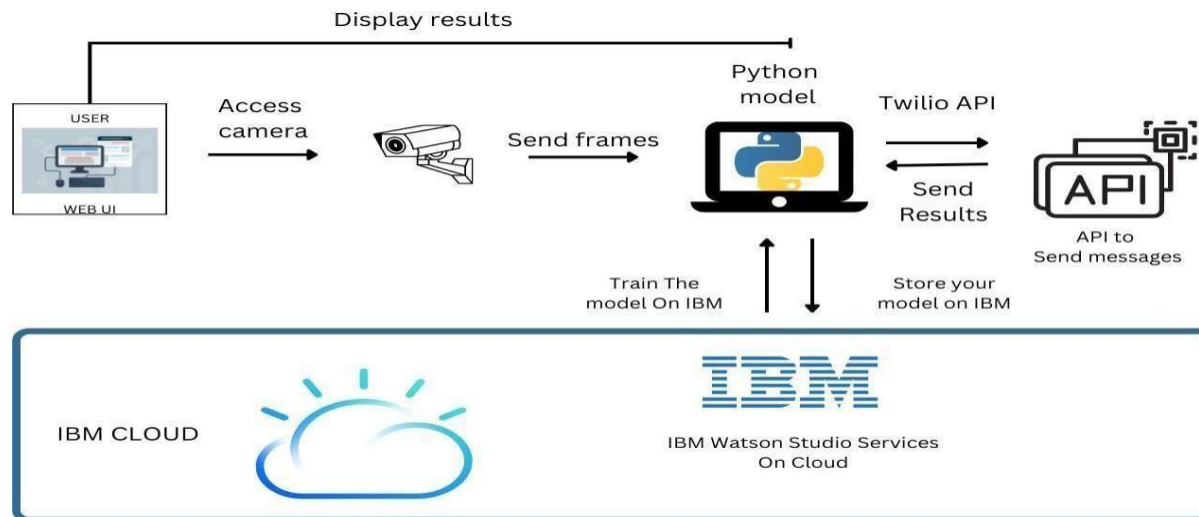 Display results
USER
WEB UI
Access
camera
Send frames
Python
model
Twilio API
Send
Results
API
API to
Send messages
Train The
model On IBM
Store your
model on IBM
IBM CLOUD
IBM
IBM Watson Studio Services
On Cloud